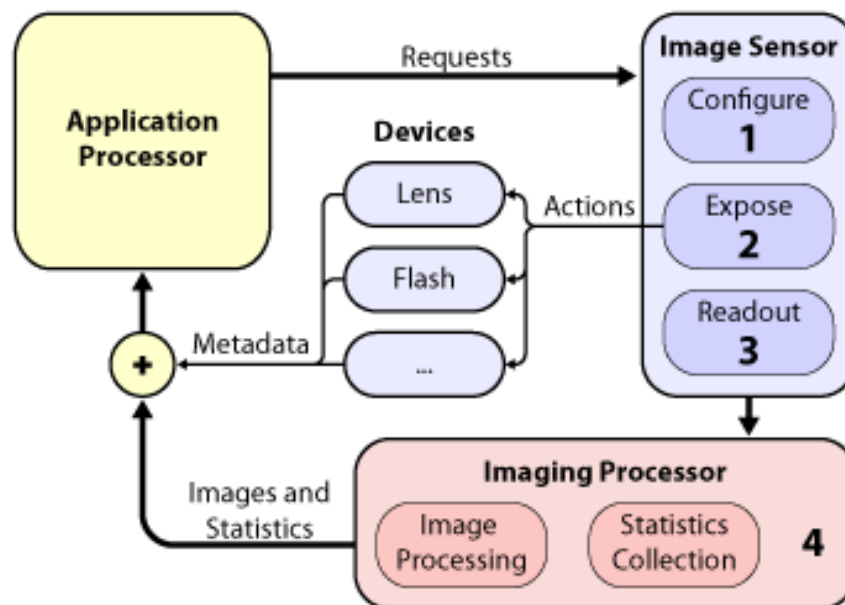 Application
Processor
Requests
Image Sensor
Configure
1
Expose
2
Readout
3
Devices
Lens
Flash
...
Actions
Metadata
+
Images and
Statistics
Imaging Processor
Image
Processing
Statistics
Collection
4